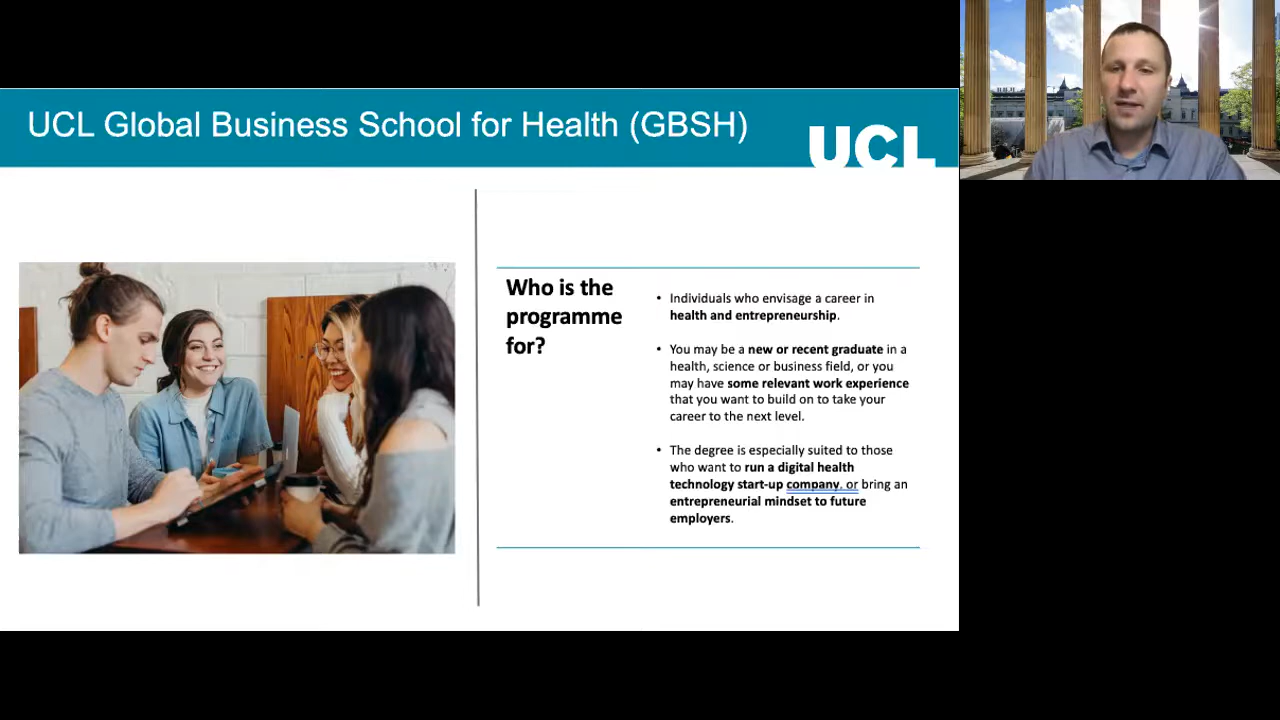 UCL Global Business School for Health (GBSH)
UCL
Who is the
programme
for?
• Individuals who envisage a career in
health and entrepreneurship.
• You may be a new or recent graduate in a
health, science or business field, or you
may have some relevant work experience
that you want to build on to take your
career to the next level.
• The degree is especially suited to those
who want to run a digital health
technology start-up company, or bring an
entrepreneurial mindset to future
employers.